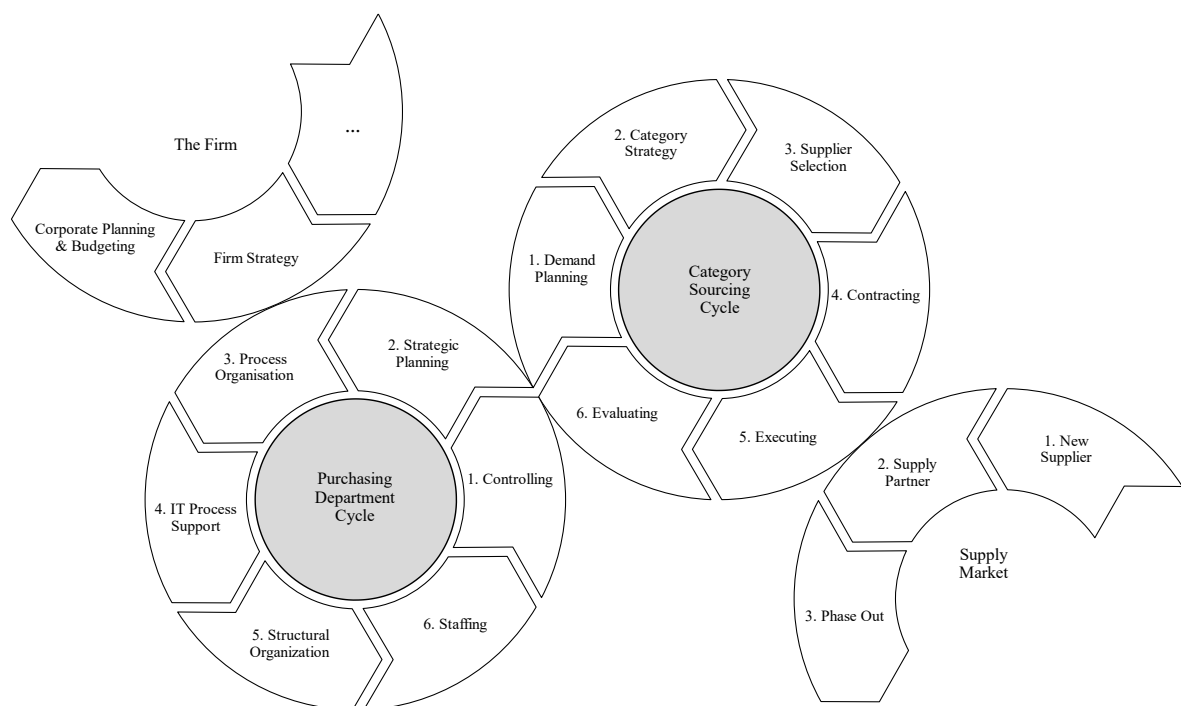 ...
The Firm
Corporate Planning
& Budgeting
Firm Strategy
2. Category
Strategy
3. Supplier
Selection
1. Demand
Planning
Category
Sourcing
Cycle
4. Contracting
6. Evaluating
5. Executing
3. Process
Organisation
2. Strategic
Planning
Purchasing
Department
Cycle
1. Controlling
4. IT Process
Support
5. Structural
Organization
6. Staffing
1. New
Supplier
2. Supply
Partner
Supply
Market
3. Phase Out